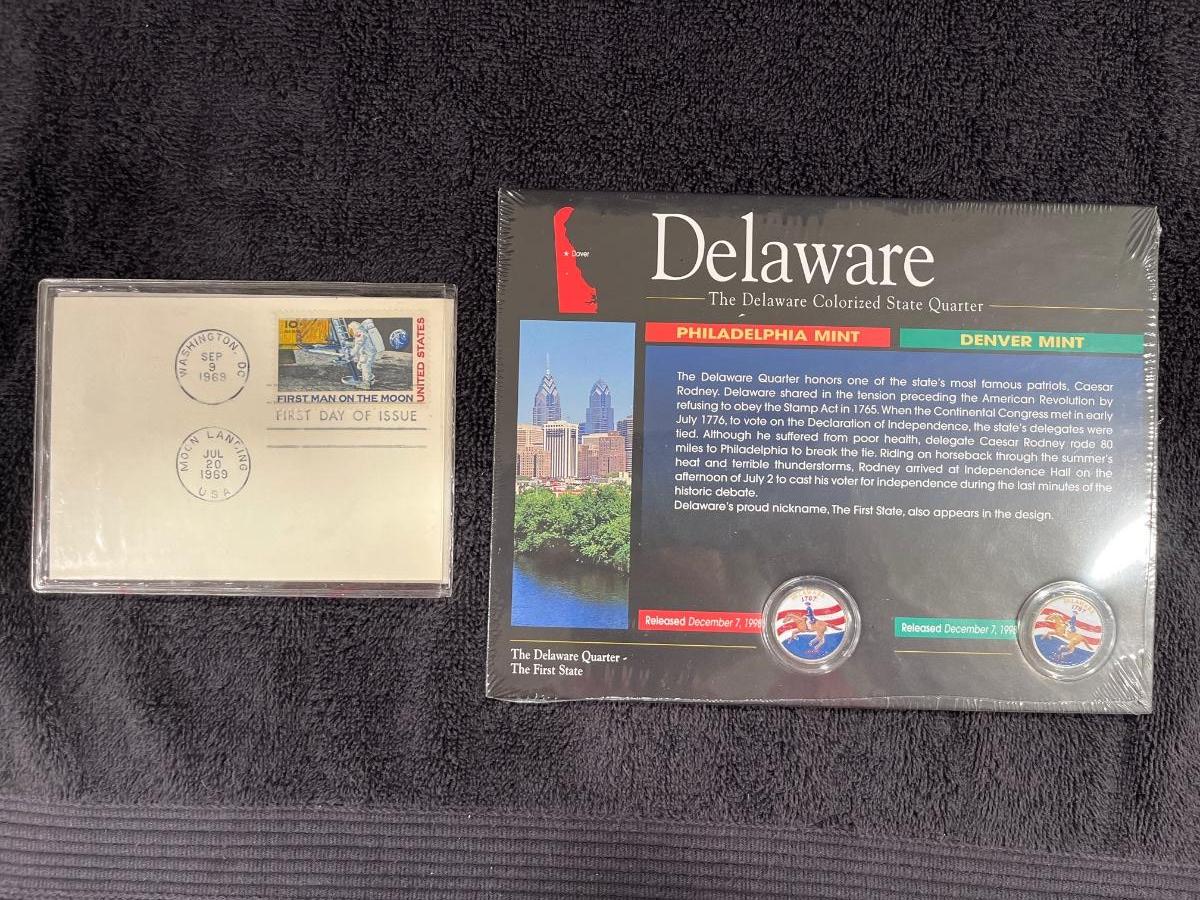 WASHINGTON, DC
SEP
9
1969
MOON LANDING
JUL
20
1969
USA
10¢
UNITED STATES
FIRST MAN ON THE MOON
FIRST DAY OF ISSUE
Dover
Delaware
The Delaware Colorized State Quarter
PHILADELPHIA MINT
DENVER MINT
The Delaware Quarter honors one of the state's most famous patriots, Caesar
Rodney. Delaware shared in the tension preceding the American Revolution by
refusing to obey the Stamp Act in 1765. When the Continental Congress met in early
July 1776, to vote on the Declaration of Independence, the state's delegates were
tied. Although he suffered from poor health, delegate Caesar Rodney rode 80
miles to Philadelphia to break the tie. Riding on horseback through the summer's
heat and terrible thunderstorms, Rodney arrived at Independence Hall on the
afternoon of July 2 to cast his voter for independence during the last minutes of the
historic debate.
Delaware's proud nickname, The First State, also appears in the design.
Released December 7, 1998
DELAWARE
1787
Released December 7, 1998
DELAWARE
1787
The Delaware Quarter -
The First State